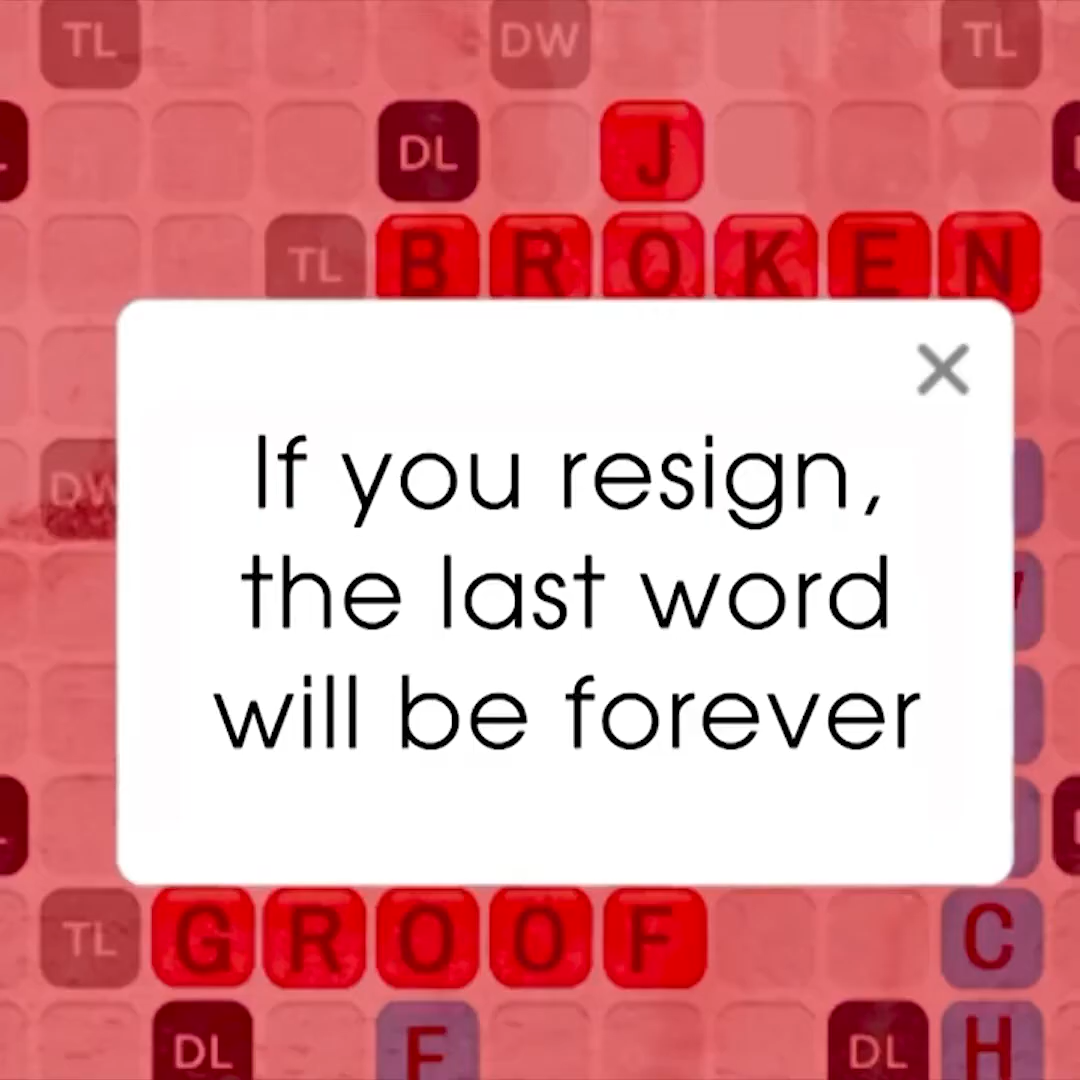 TL DW TL
DL J
TL BROKEN
If you resign,
DW
the last word
will be forever
TL GROOF C
DL F DL H